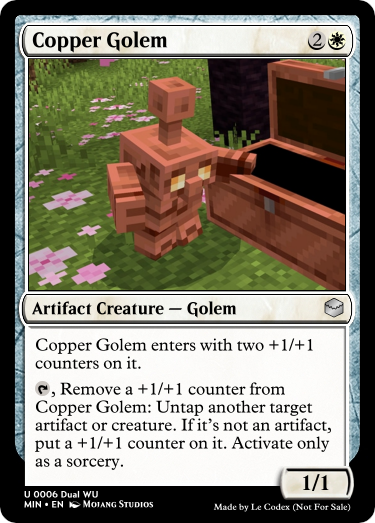 Copper Golem 2
Artifact Creature — Golem
Copper Golem enters with two +1/+1
counters on it.
, Remove a +1/+1 counter from
Copper Golem: Untap another target
artifact or creature. If it's not an artifact,
put a +1/+1 counter on it. Activate only
as a sorcery.
1/1
U 0006 Dual WU
MIN • EN Mojang Studios
Made by Le Codex (Not For Sale)